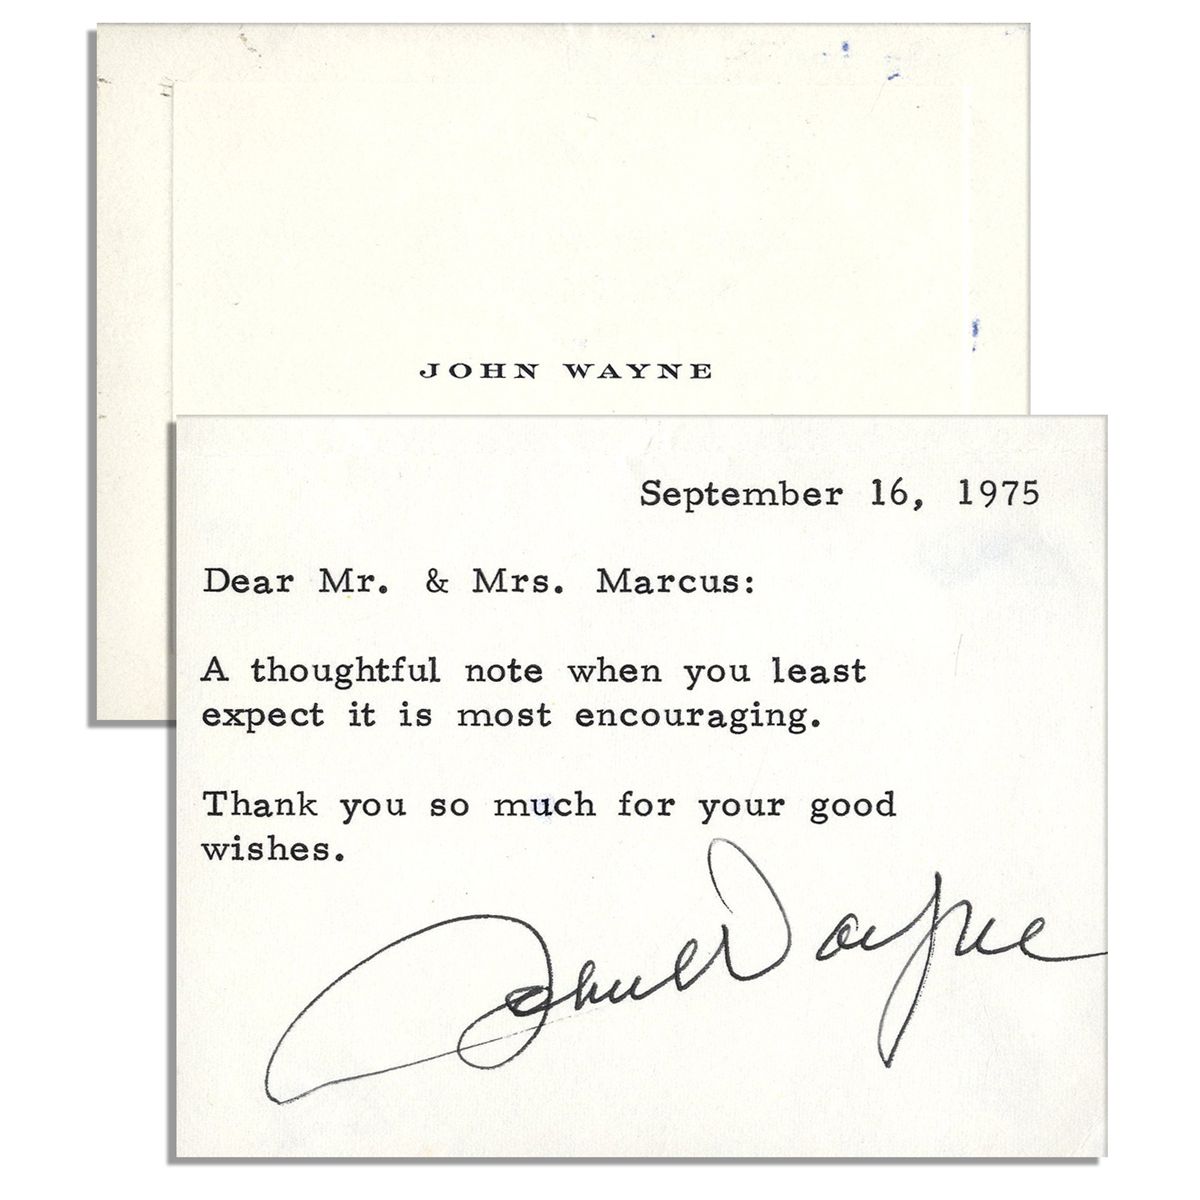 JOHN WAYNE
September 16, 1975
Dear Mr. & Mrs. Marcus:
A thoughtful note when you least
expect it is most encouraging.
Thank you so much for your good
wishes.
John Wayne